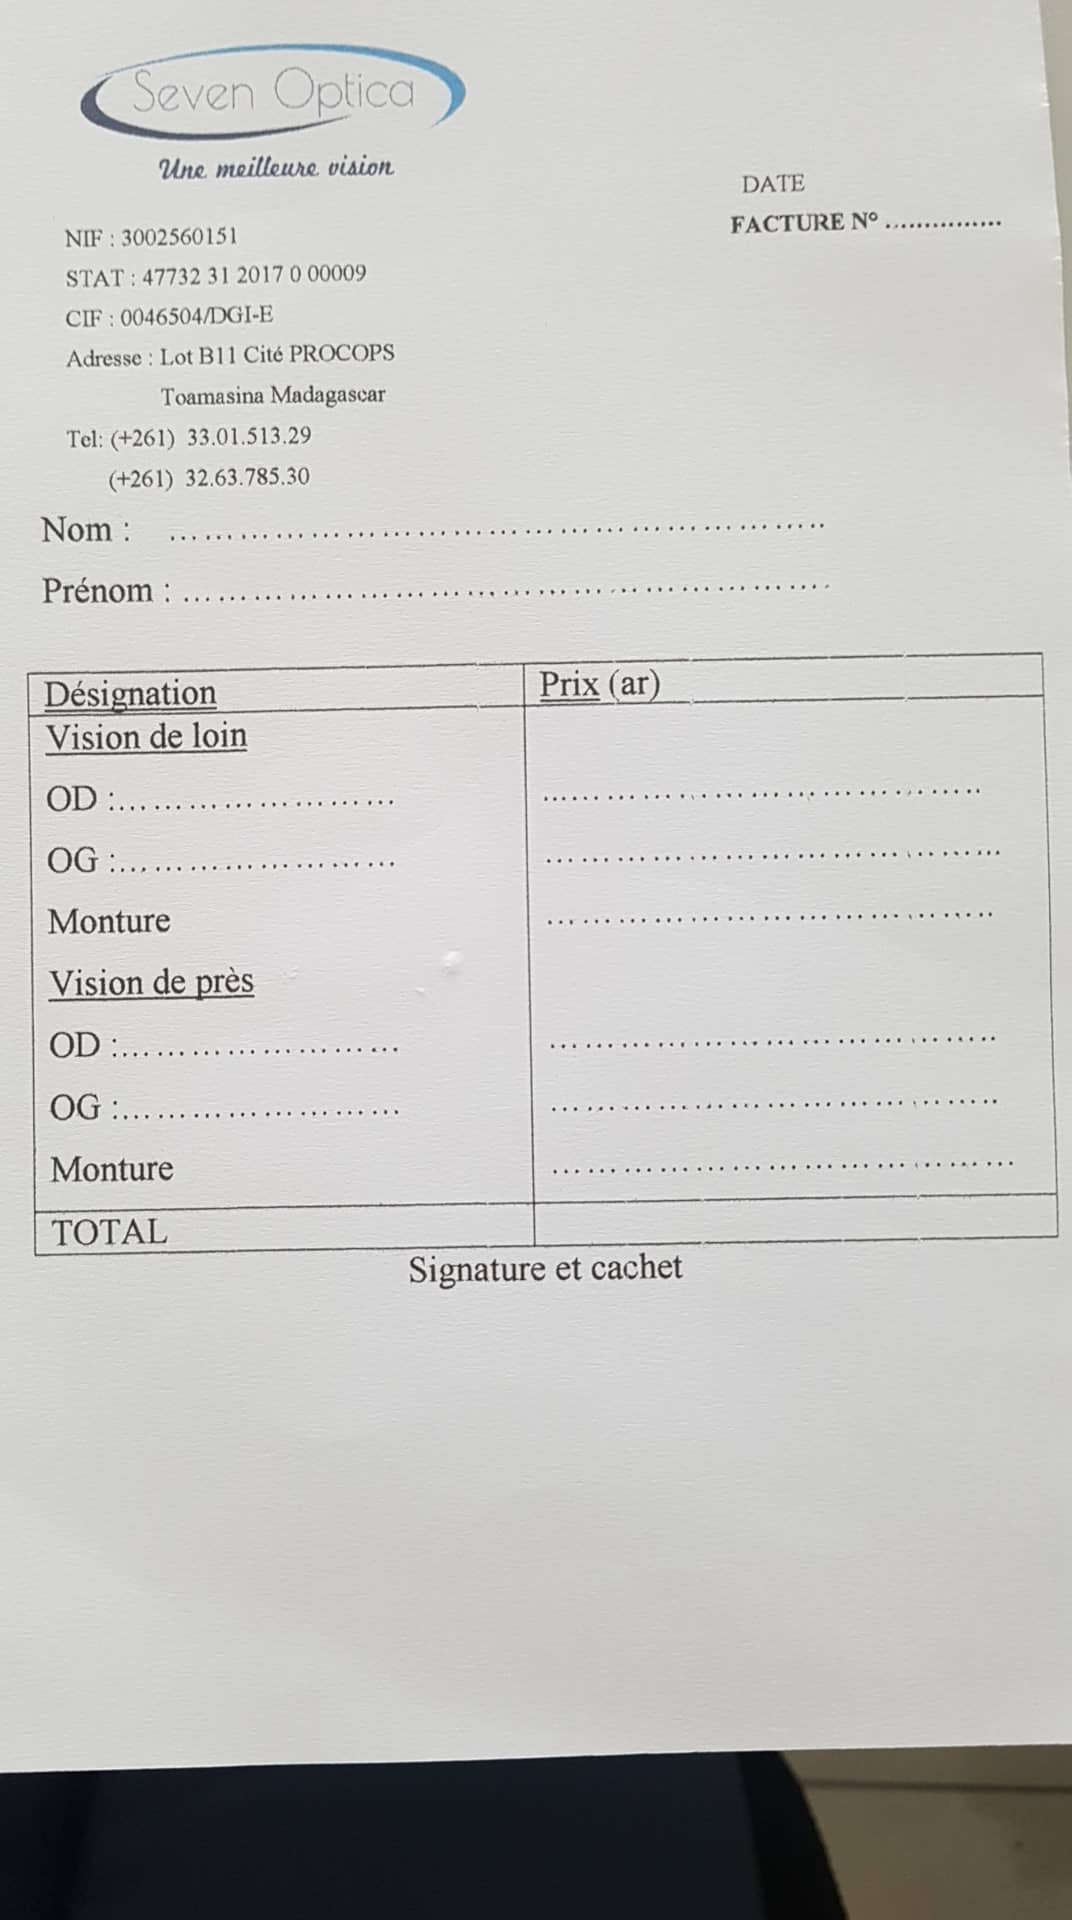 Seven Optica
Une meilleure vision
DATE
FACTURE N° ...............
NIF : 3002560151
STAT : 47732 31 2017 0 00009
CIF : 0046504/DGI-E
Adresse : Lot B11 Cité PROCOPS
Toamasina Madagascar
Tel: (+261) 33.01.513.29
(+261) 32.63.785.30
Nom : ............................................................
Prénom : ............................................................
Désignation Prix (ar)
Vision de loin
OD :........................ ........................................
OG :........................ ........................................
Monture ........................................
Vision de près
OD :........................ ........................................
OG :........................ ........................................
Monture ........................................
TOTAL
Signature et cachet